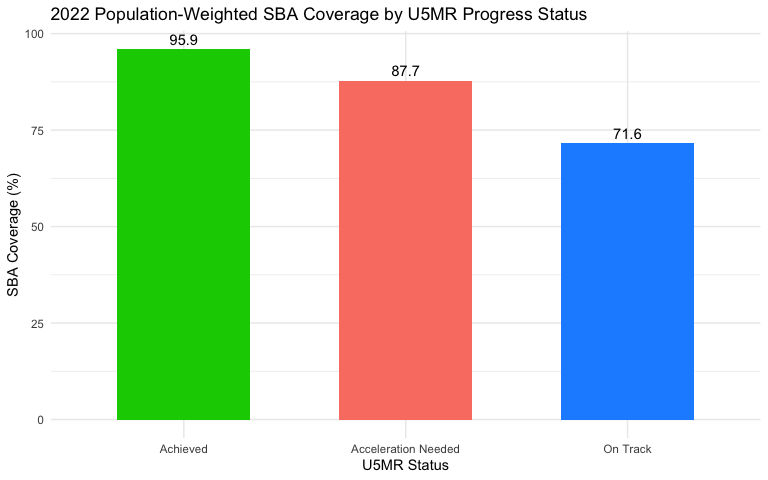 2022 Population-Weighted SBA Coverage by U5MR Progress Status
SBA Coverage (%)
100
75
50
25
0
95.9
87.7
71.6
Achieved
Acceleration Needed
On Track
U5MR Status